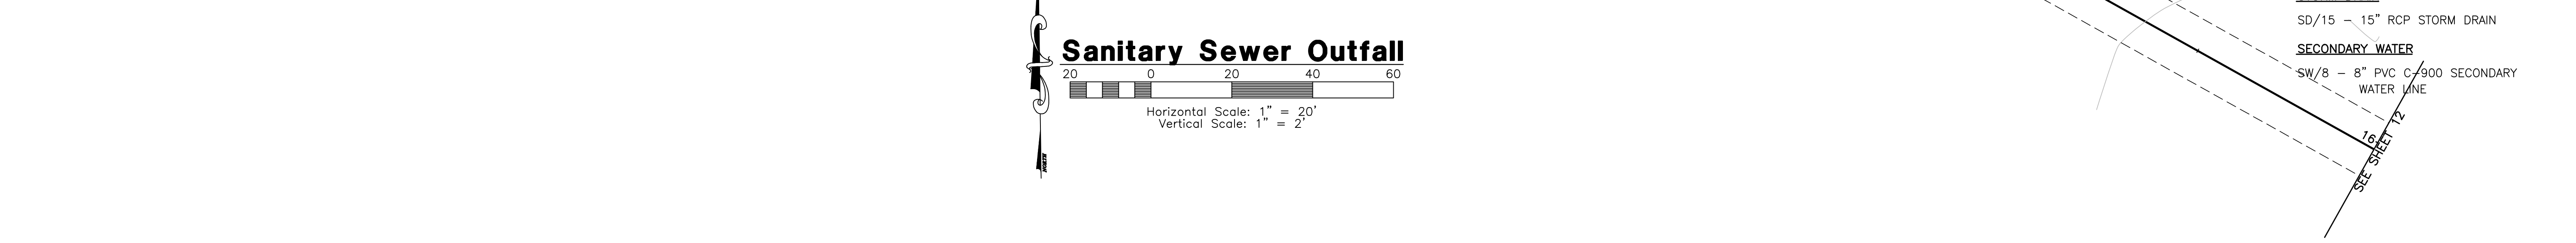 Sanitary Sewer Outfall
20 0 20 40 60
Horizontal Scale: 1" = 20'
Vertical Scale: 1" = 2'
NORTH
SD/15 - 15" RCP STORM DRAIN
SECONDARY WATER
SW/8 - 8" PVC C-900 SECONDARY
WATER LINE
16
SEE SHEET 12